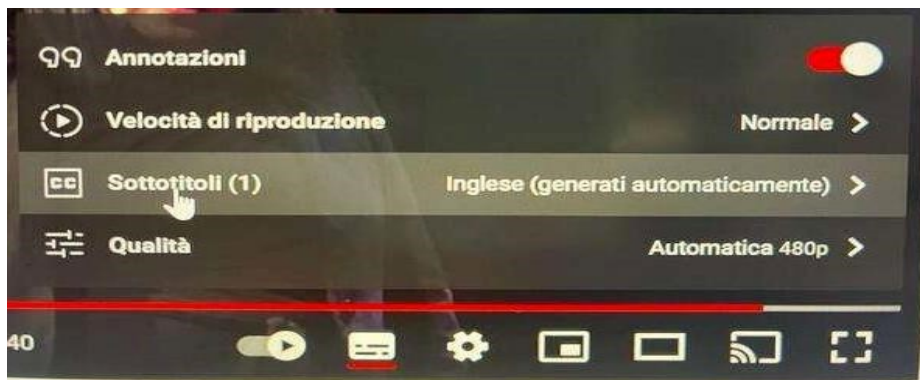 Annotazioni
Velocità di riproduzione Normale
Sottotitoli (1) Inglese (generati automaticamente)
Qualità Automatica 480p
40